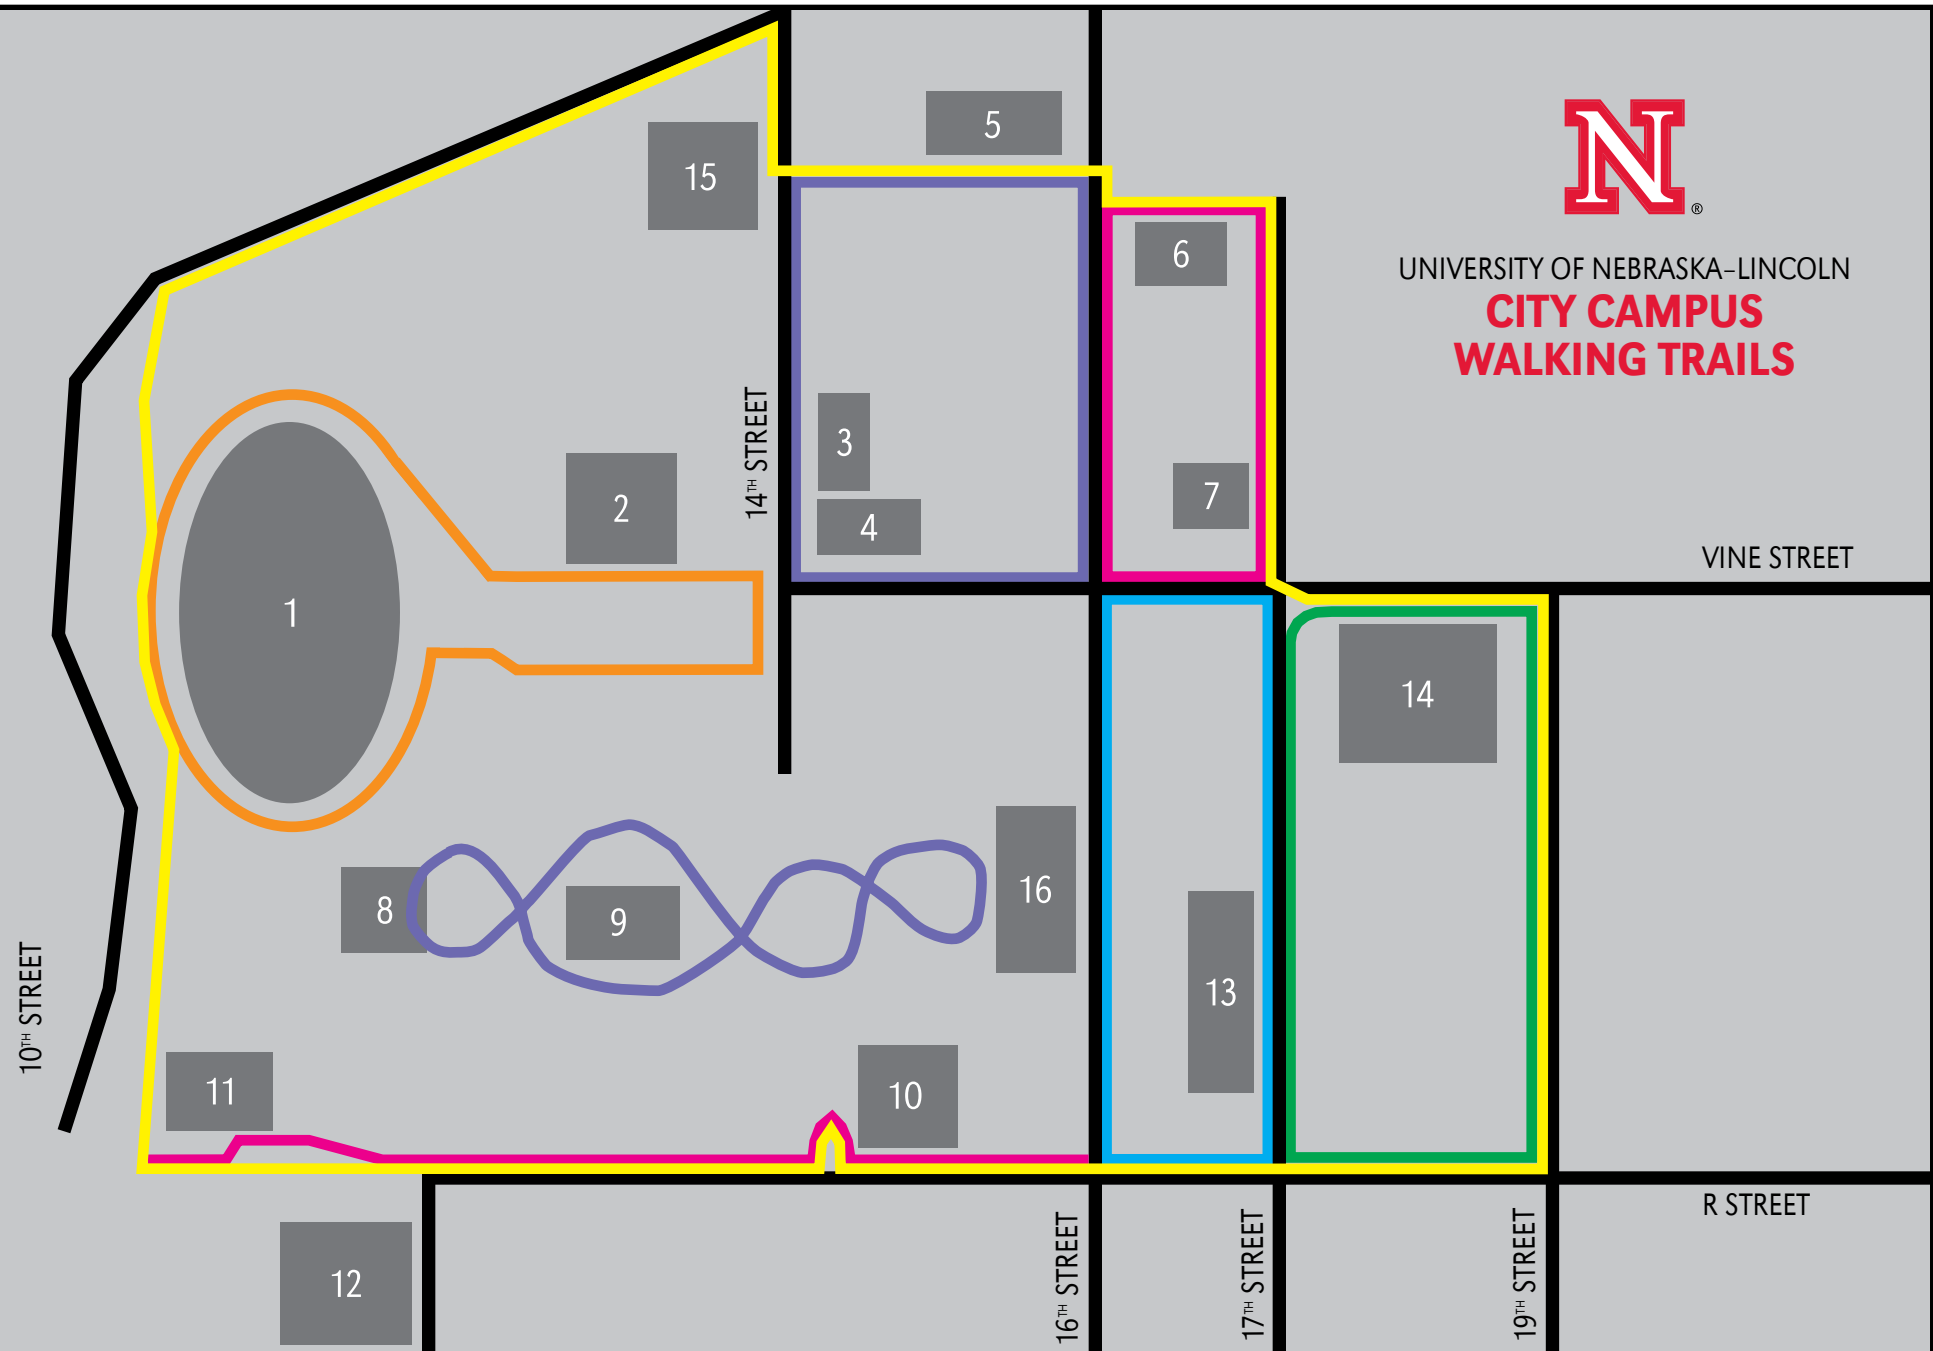 N
®
UNIVERSITY OF NEBRASKA–LINCOLN
CITY CAMPUS
WALKING TRAILS
5
15
6
14TH STREET
3
7
2
4
VINE STREET
1
14
16
8
9
13
10TH STREET
11
10
R STREET
16TH STREET
17TH STREET
19TH STREET
12